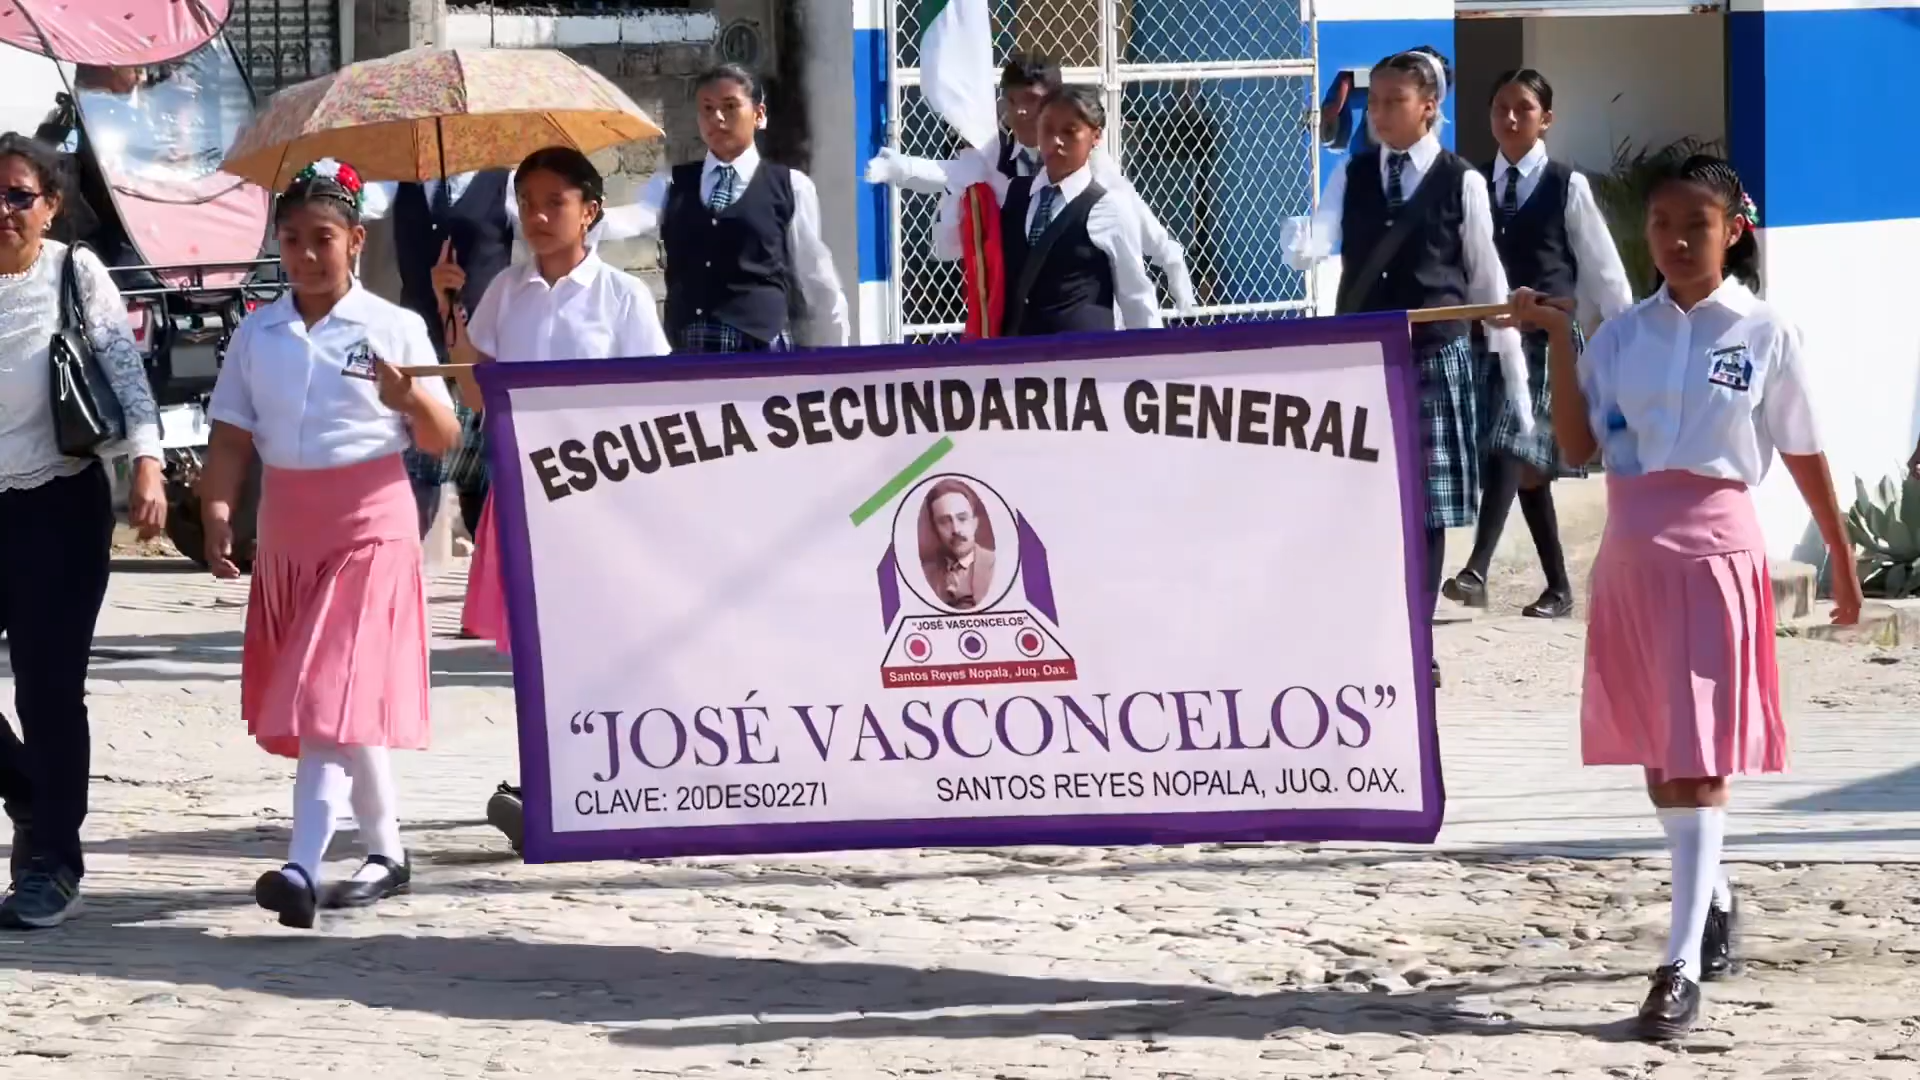 ESCUELA SECUNDARIA GENERAL
"JOSÉ VASCONCELOS"
Santos Reyes Nopala, Juq. Oax.
“JOSÉ VASCONCELOS”
CLAVE: 20DES0227I
SANTOS REYES NOPALA, JUQ. OAX.